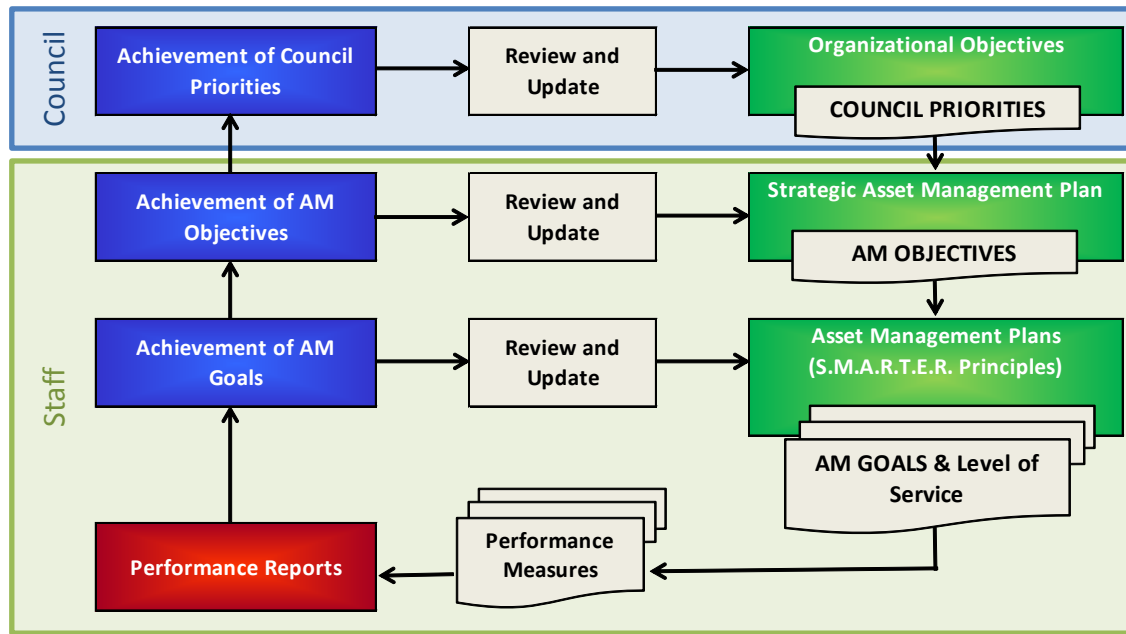 Council
Achievement of Council
Priorities
Review and
Update
Organizational Objectives
COUNCIL PRIORITIES
Staff
Achievement of AM
Objectives
Review and
Update
Strategic Asset Management Plan
AM OBJECTIVES
Achievement of AM
Goals
Review and
Update
Asset Management Plans
(S.M.A.R.T.E.R. Principles)
AM GOALS & Level of
Service
Performance Reports
Performance
Measures